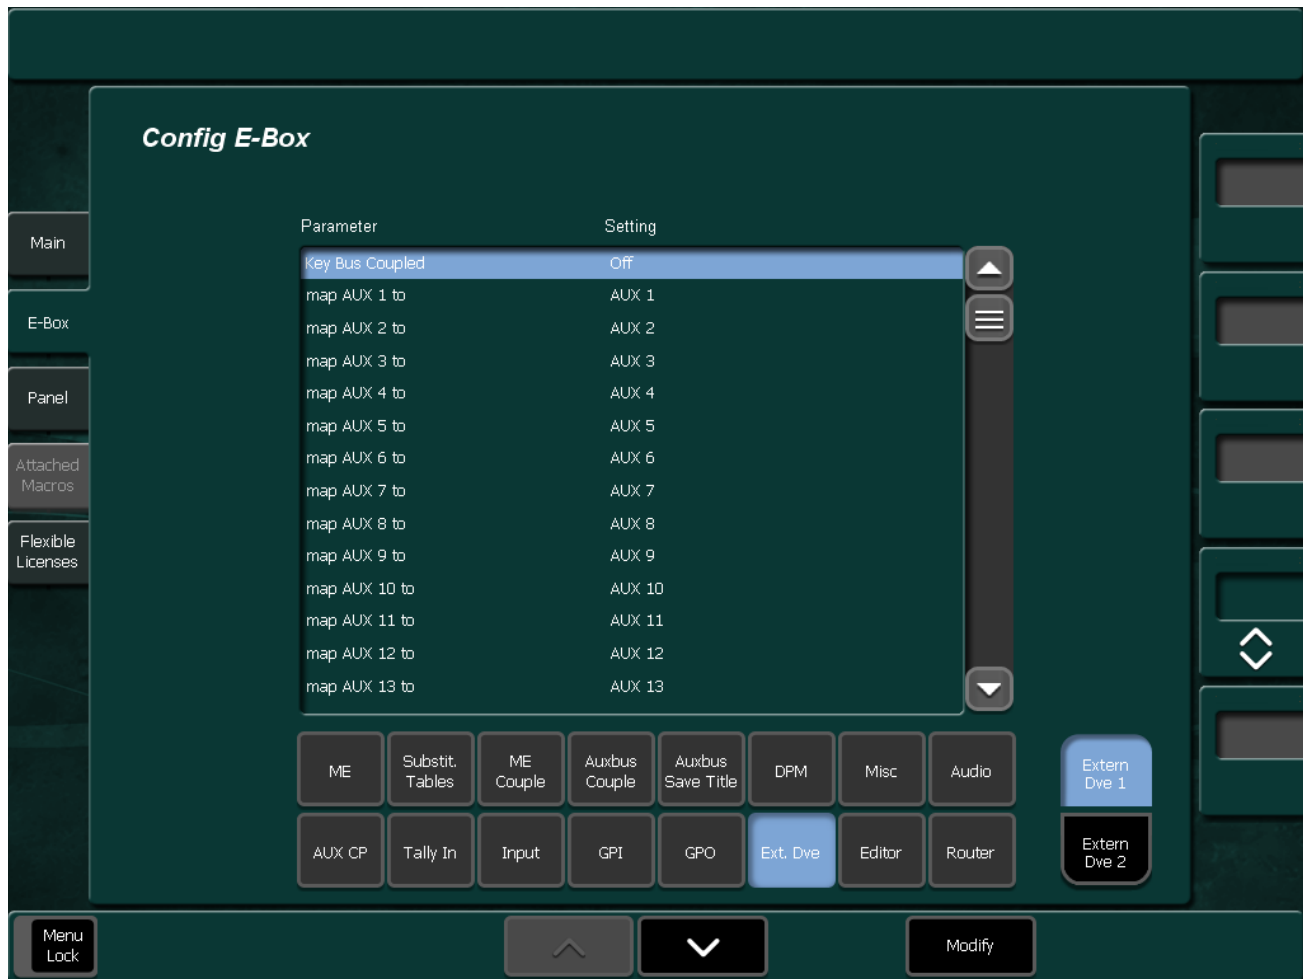 Config E-Box
Parameter Setting
Key Bus Coupled Off
map AUX 1 to AUX 1
map AUX 2 to AUX 2
map AUX 3 to AUX 3
map AUX 4 to AUX 4
map AUX 5 to AUX 5
map AUX 6 to AUX 6
map AUX 7 to AUX 7
map AUX 8 to AUX 8
map AUX 9 to AUX 9
map AUX 10 to AUX 10
map AUX 11 to AUX 11
map AUX 12 to AUX 12
map AUX 13 to AUX 13
Main
E-Box
Panel
Attached
Macros
Flexible
Licenses
ME
Substit.
Tables
ME
Couple
Auxbus
Couple
Auxbus
Save Title
DPM
Misc
Audio
Extern
Dve 1
AUX CP
Tally In
Input
GPI
GPO
Ext. Dve
Editor
Router
Extern
Dve 2
Menu
Lock
Modify